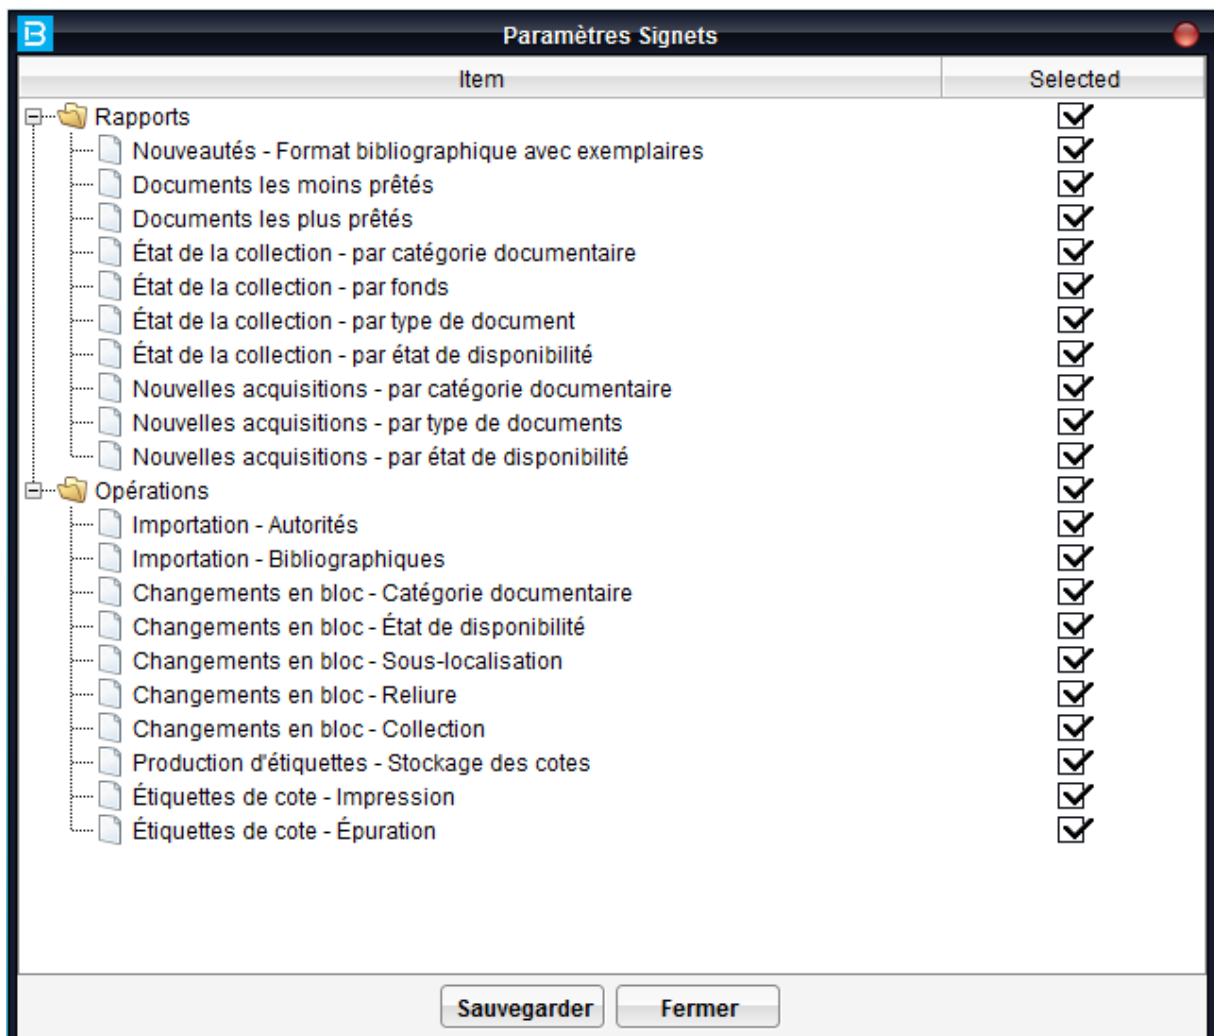 Paramètres Signets
Item Selected
Rapports
Nouveautés - Format bibliographique avec exemplaires
Documents les moins prêtés
Documents les plus prêtés
État de la collection - par catégorie documentaire
État de la collection - par fonds
État de la collection - par type de document
État de la collection - par état de disponibilité
Nouvelles acquisitions - par catégorie documentaire
Nouvelles acquisitions - par type de documents
Nouvelles acquisitions - par état de disponibilité
Opérations
Importation - Autorités
Importation - Bibliographiques
Changements en bloc - Catégorie documentaire
Changements en bloc - État de disponibilité
Changements en bloc - Sous-localisation
Changements en bloc - Reliure
Changements en bloc - Collection
Production d'étiquettes - Stockage des cotes
Étiquettes de cote - Impression
Étiquettes de cote - Épuration
Sauvegarder Fermer